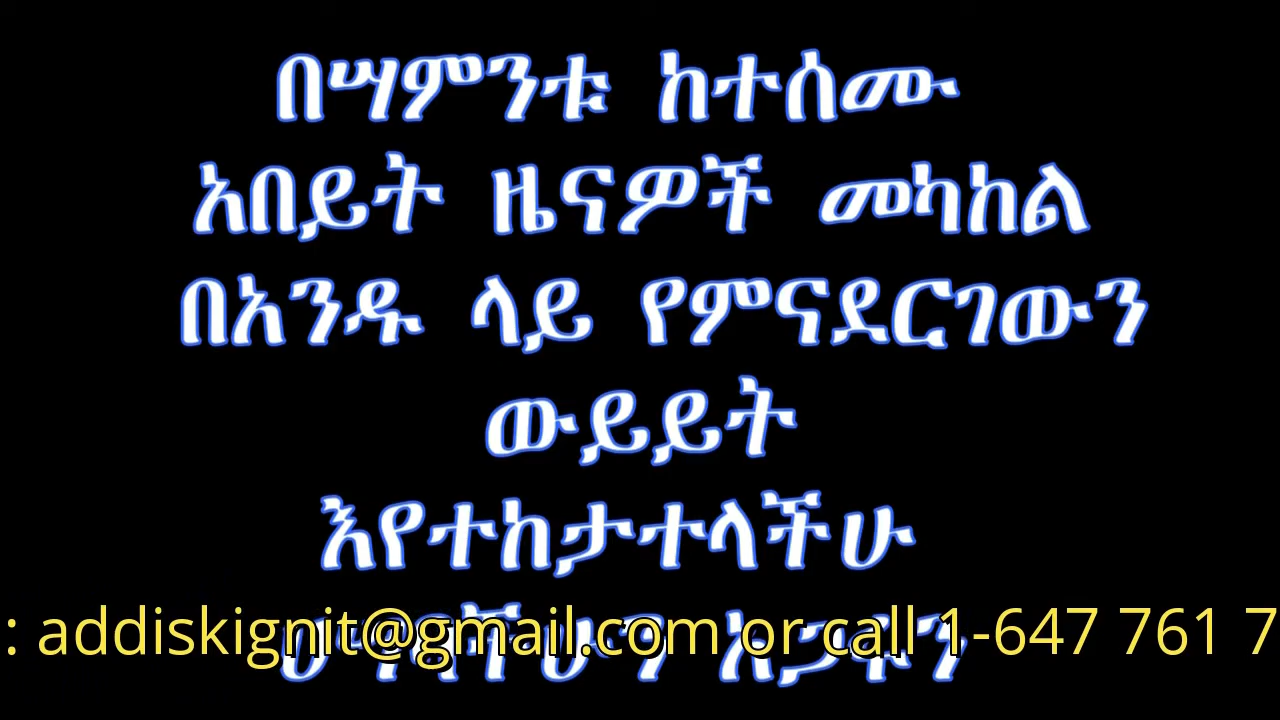 በሣምንቱ ከተሰሙ
አበይት ዜናዎች መካከል
በአንዱ ላይ የምናደርገውን
ውይይት
እየተከታተላችሁ
: addiskignit@gmail.com or call 1-647 761 7